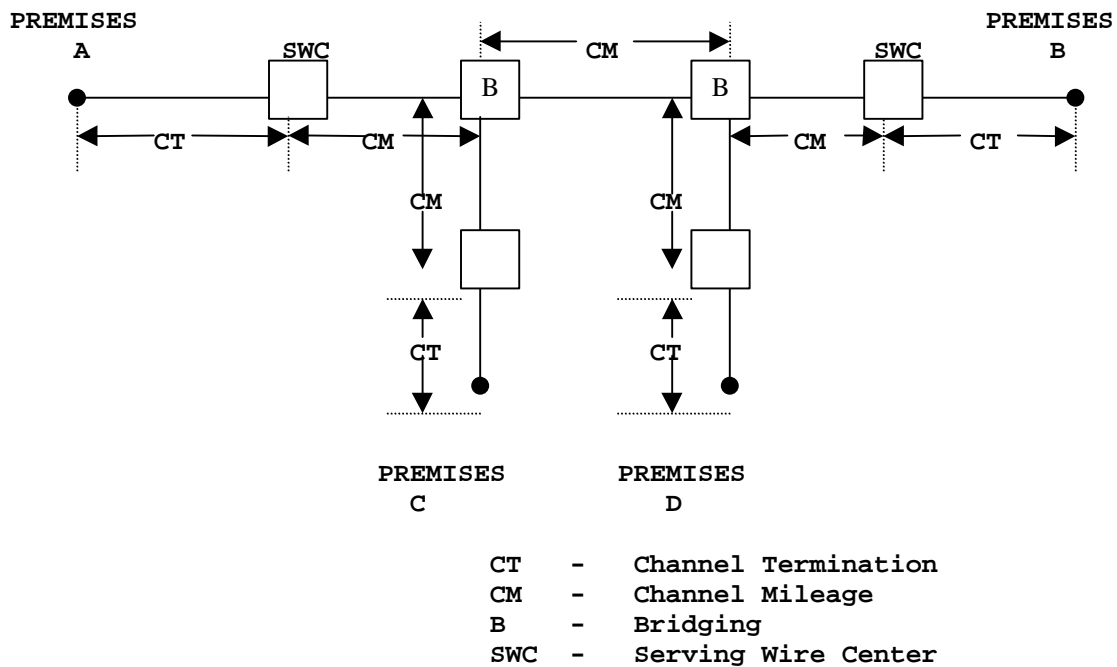 PREMISES PREMISES
A SWC CM SWC B
B B
CT CM CM CT
CM CM
CT CT
PREMISES PREMISES
C D
CT - Channel Termination
CM - Channel Mileage
B - Bridging
SWC - Serving Wire Center